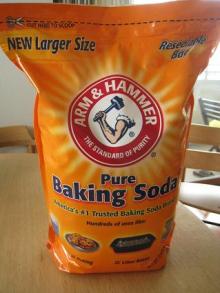 NEW Larger Size
Resealable
Bag
ARM & HAMMER
THE STANDARD OF PURITY
Pure
Baking Soda
America's #1 Trusted Baking Soda Brand
Hundreds of uses